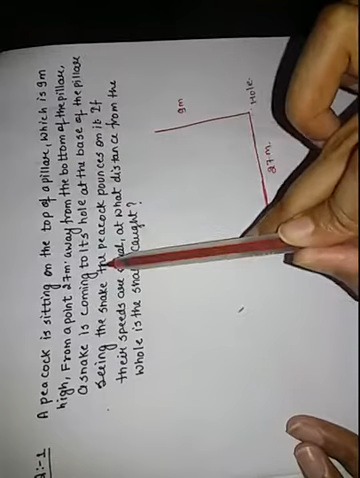 2:-1 A peacock is sitting on the top of a pillar, which is 9m
high, From a point 27m away from the bottom of the pillar,
a snake is coming to its' hole at the base of the pillar
seeing the snake the peacock pounces on it. If
their speeds are, at what distance from the
whole is the caught?
9m
Hole
27m.